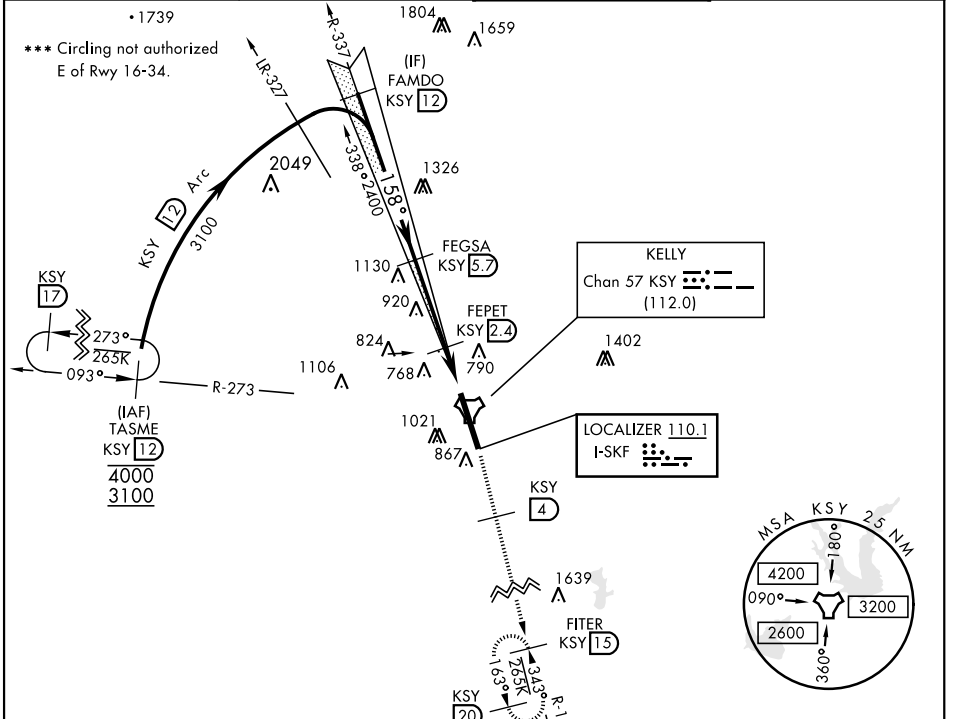 1739
*** Circling not authorized
E of Rwy 16-34.
1804
1659
R-337
LR-327
(IF)
FAMDO
KSY 12
2049
KSY 12 Arc
3100
338° 2400
158°
1326
FEGSA
KSY 5.7
1130
920
FEPET
KSY 2.4
824
768
790
1106
KSY
17
273°
265K
093°
R-273
(IAF)
TASME
KSY 12
4000
3100
KELLY
Chan 57 KSY
(112.0)
1402
1021
867
LOCALIZER 110.1
I-SKF
KSY
4
1639
FITER
KSY 15
163°
265K
343°
KSY
20
MSA KSY 25 NM
180°
4200
090°
3200
2600
360°